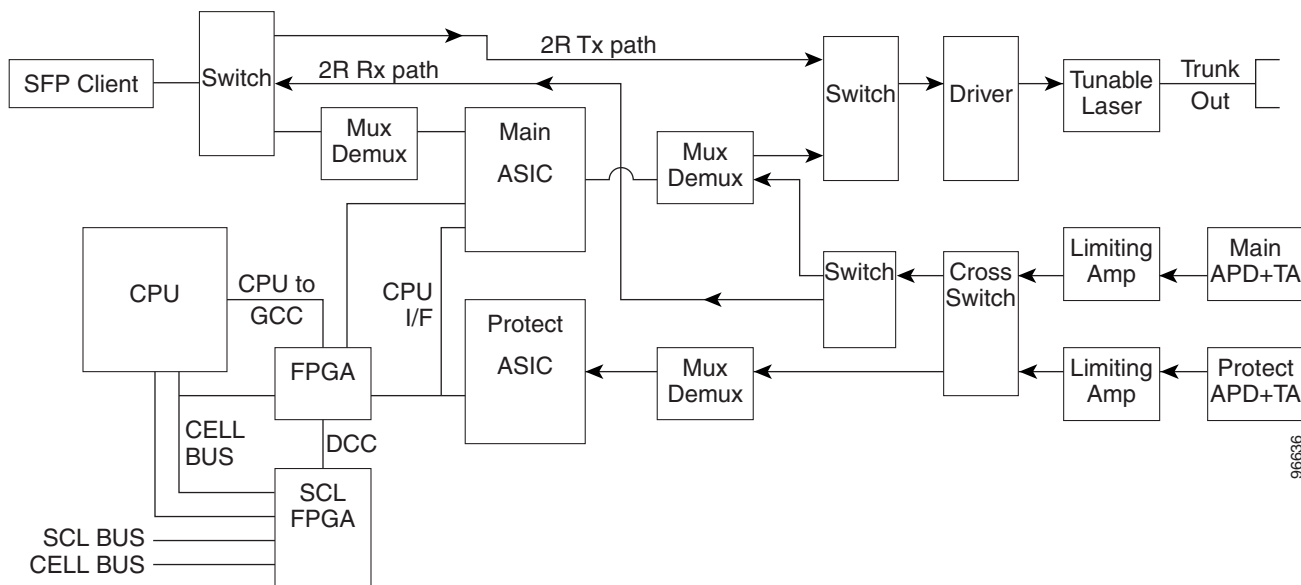 2R Tx path
2R Rx path
SFP Client
Switch
Mux
Demux
Main
ASIC
Mux
Demux
Switch
Driver
Tunable
Laser
Trunk
Out
CPU
CPU to
GCC
CPU
I/F
FPGA
Protect
ASIC
Mux
Demux
Switch
Cross
Switch
Limiting
Amp
Main
APD+TA
Limiting
Amp
Protect
APD+TA
CELL
BUS
DCC
SCL
FPGA
SCL BUS
CELL BUS
96636